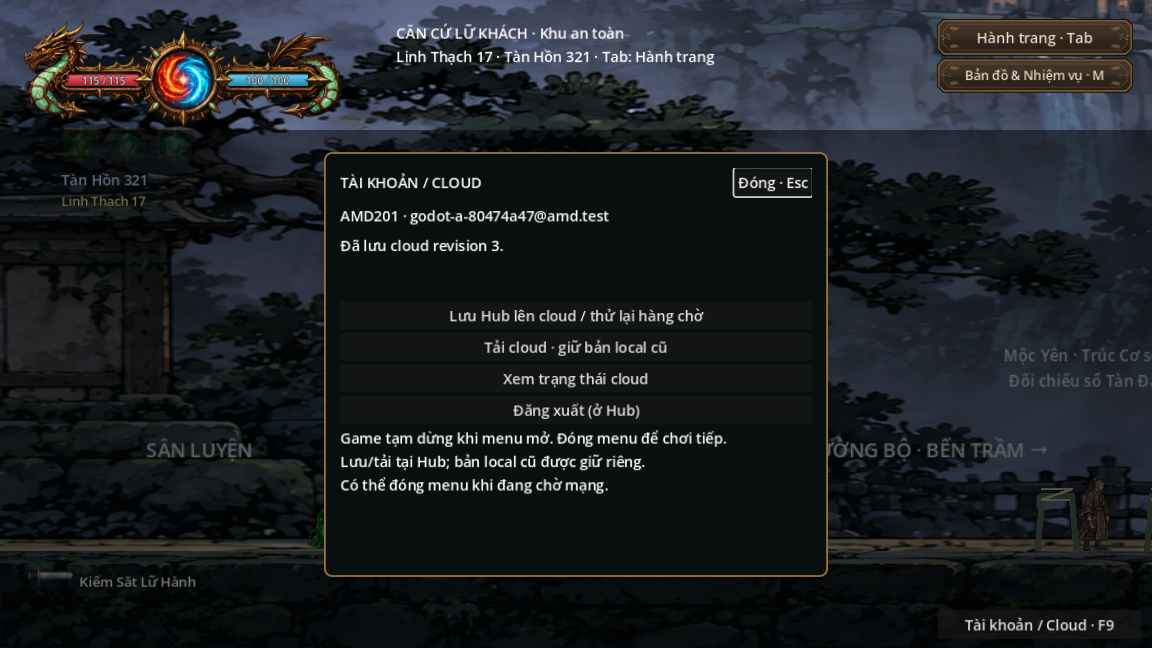 CĂN CỨ LỮ KHÁCH · Khu an toàn
Linh Thạch 17 · Tàn Hồn 321 · Tab: Hành trang
Hành trang · Tab
Bản đồ & Nhiệm vụ · M
115 / 115
100 / 100
Tàn Hồn 321
Linh Thạch 17
TÀI KHOẢN / CLOUD
Đóng · Esc
AMD201 · godot-a-80474a47@amd.test
Đã lưu cloud revision 3.
Lưu Hub lên cloud / thử lại hàng chờ
Tải cloud · giữ bản local cũ
Xem trạng thái cloud
Đăng xuất (ở Hub)
Game tạm dừng khi menu mở. Đóng menu để chơi tiếp.
Lưu/tải tại Hub; bản local cũ được giữ riêng.
Có thể đóng menu khi đang chờ mạng.
Mộc Yên · Trúc Cơ
Đối chiếu số Tàn
SÂN LUYỆN
BỘ · BẾN TRẦM →
Kiếm Sắt Lữ Hành
Tài khoản / Cloud · F9